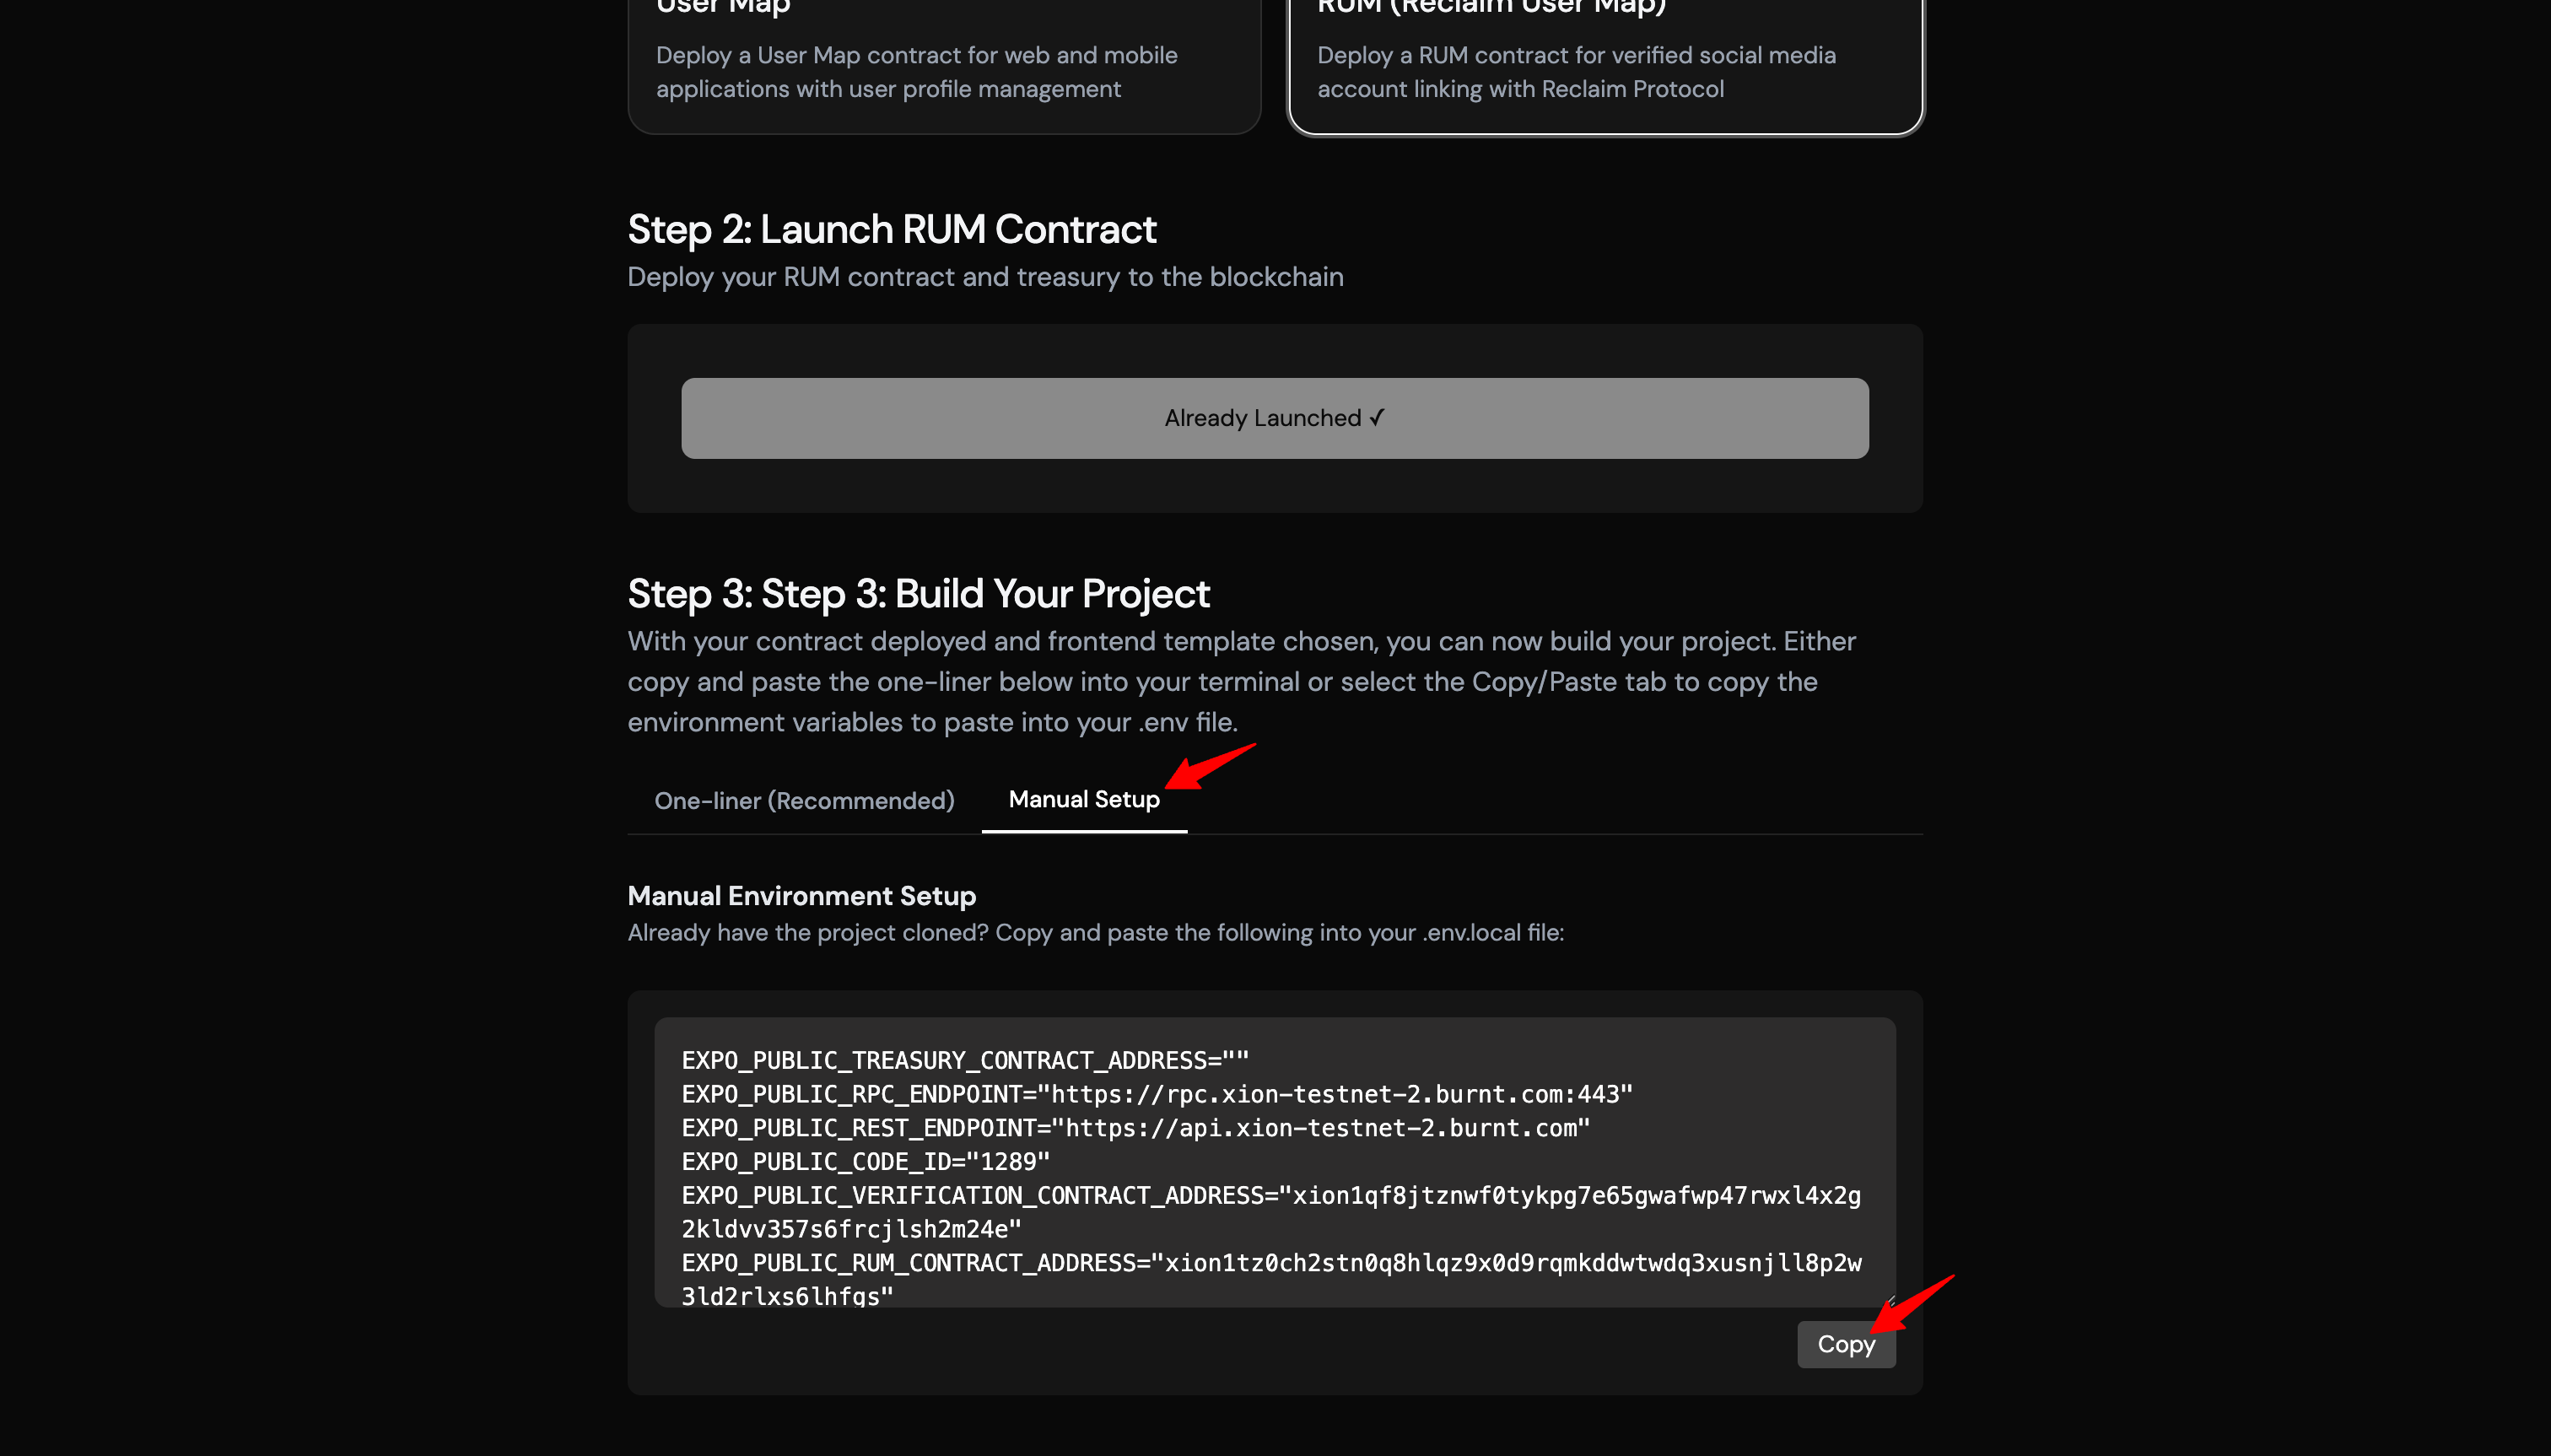 User Map
Deploy a User Map contract for web and mobile
applications with user profile management
RUM (Reclaim User Map)
Deploy a RUM contract for verified social media
account linking with Reclaim Protocol
Step 2: Launch RUM Contract
Deploy your RUM contract and treasury to the blockchain
Already Launched ✓
Step 3: Step 3: Build Your Project
With your contract deployed and frontend template chosen, you can now build your project. Either
copy and paste the one-liner below into your terminal or select the Copy/Paste tab to copy the
environment variables to paste into your .env file.
One-liner (Recommended)
Manual Setup
Manual Environment Setup
Already have the project cloned? Copy and paste the following into your .env.local file:
EXPO_PUBLIC_TREASURY_CONTRACT_ADDRESS=""
EXPO_PUBLIC_RPC_ENDPOINT="https://rpc.xion-testnet-2.burnt.com:443"
EXPO_PUBLIC_REST_ENDPOINT="https://api.xion-testnet-2.burnt.com"
EXPO_PUBLIC_CODE_ID="1289"
EXPO_PUBLIC_VERIFICATION_CONTRACT_ADDRESS="xion1qf8jtznwf0tykpg7e65gwafwp47rwxl4x2g
2kldvv357s6frcjlsh2m24e"
EXPO_PUBLIC_RUM_CONTRACT_ADDRESS="xion1tz0ch2stn0q8hlqz9x0d9rqmkddwtwdq3xusnjll8p2w
3ld2rlxs6lhfgs"
Copy